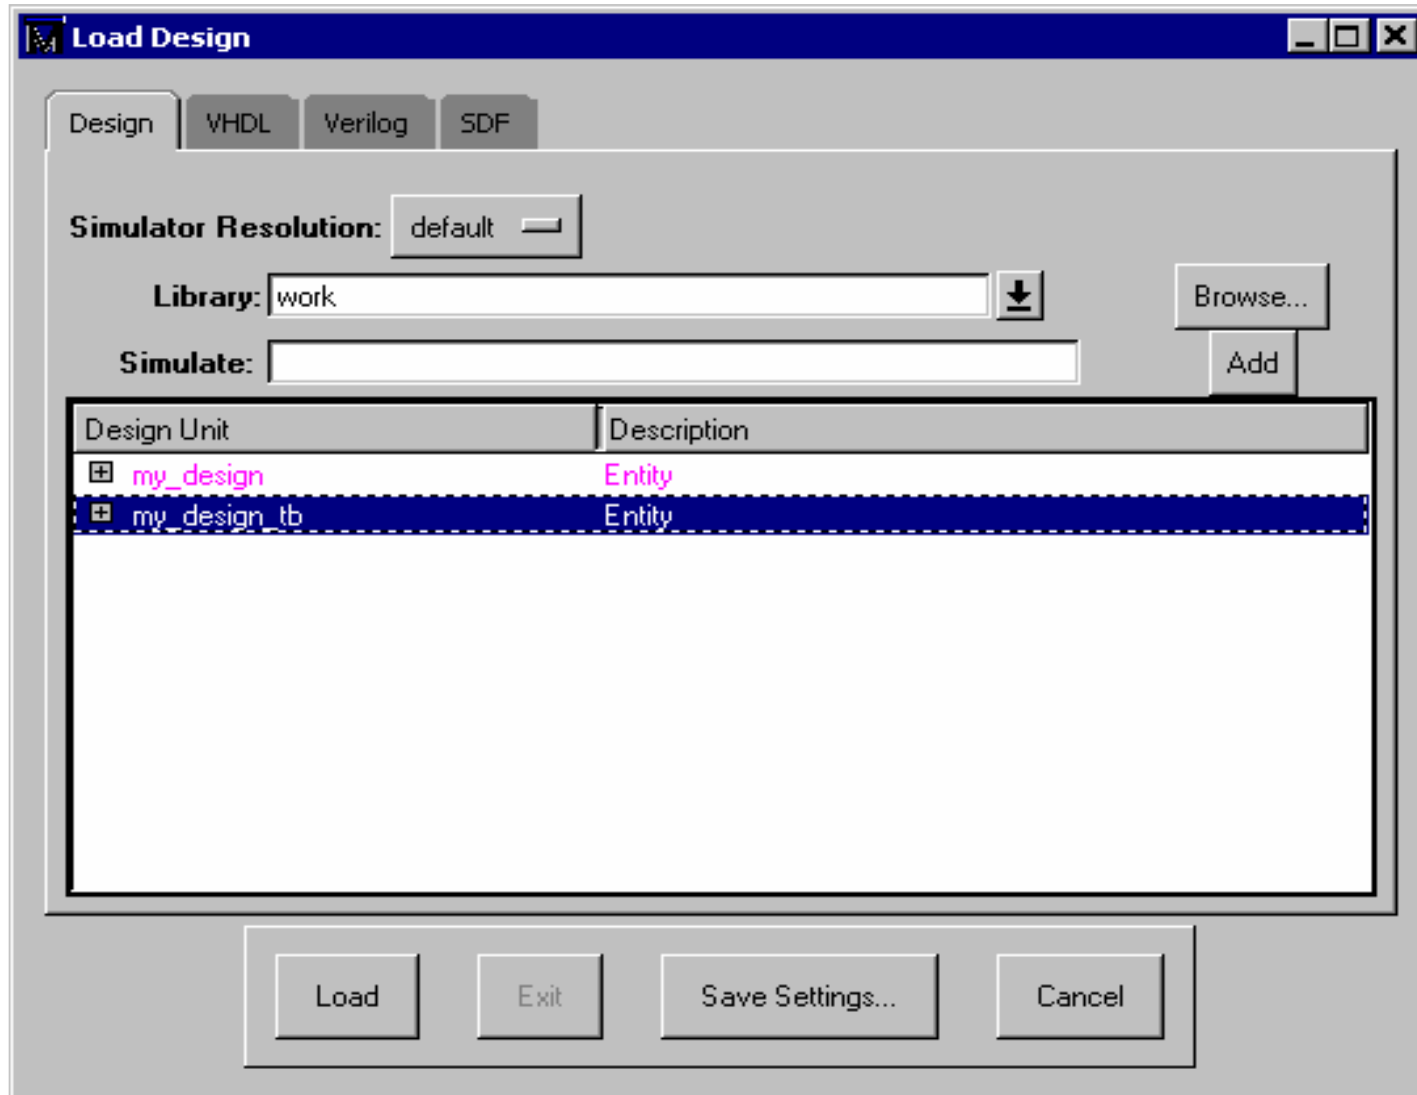 Load Design
Design VHDL Verilog SDF
Simulator Resolution: default
Library: work Browse...
Simulate: Add
Design Unit Description
my_design Entity
my_design_tb Entity
Load Exit Save Settings... Cancel